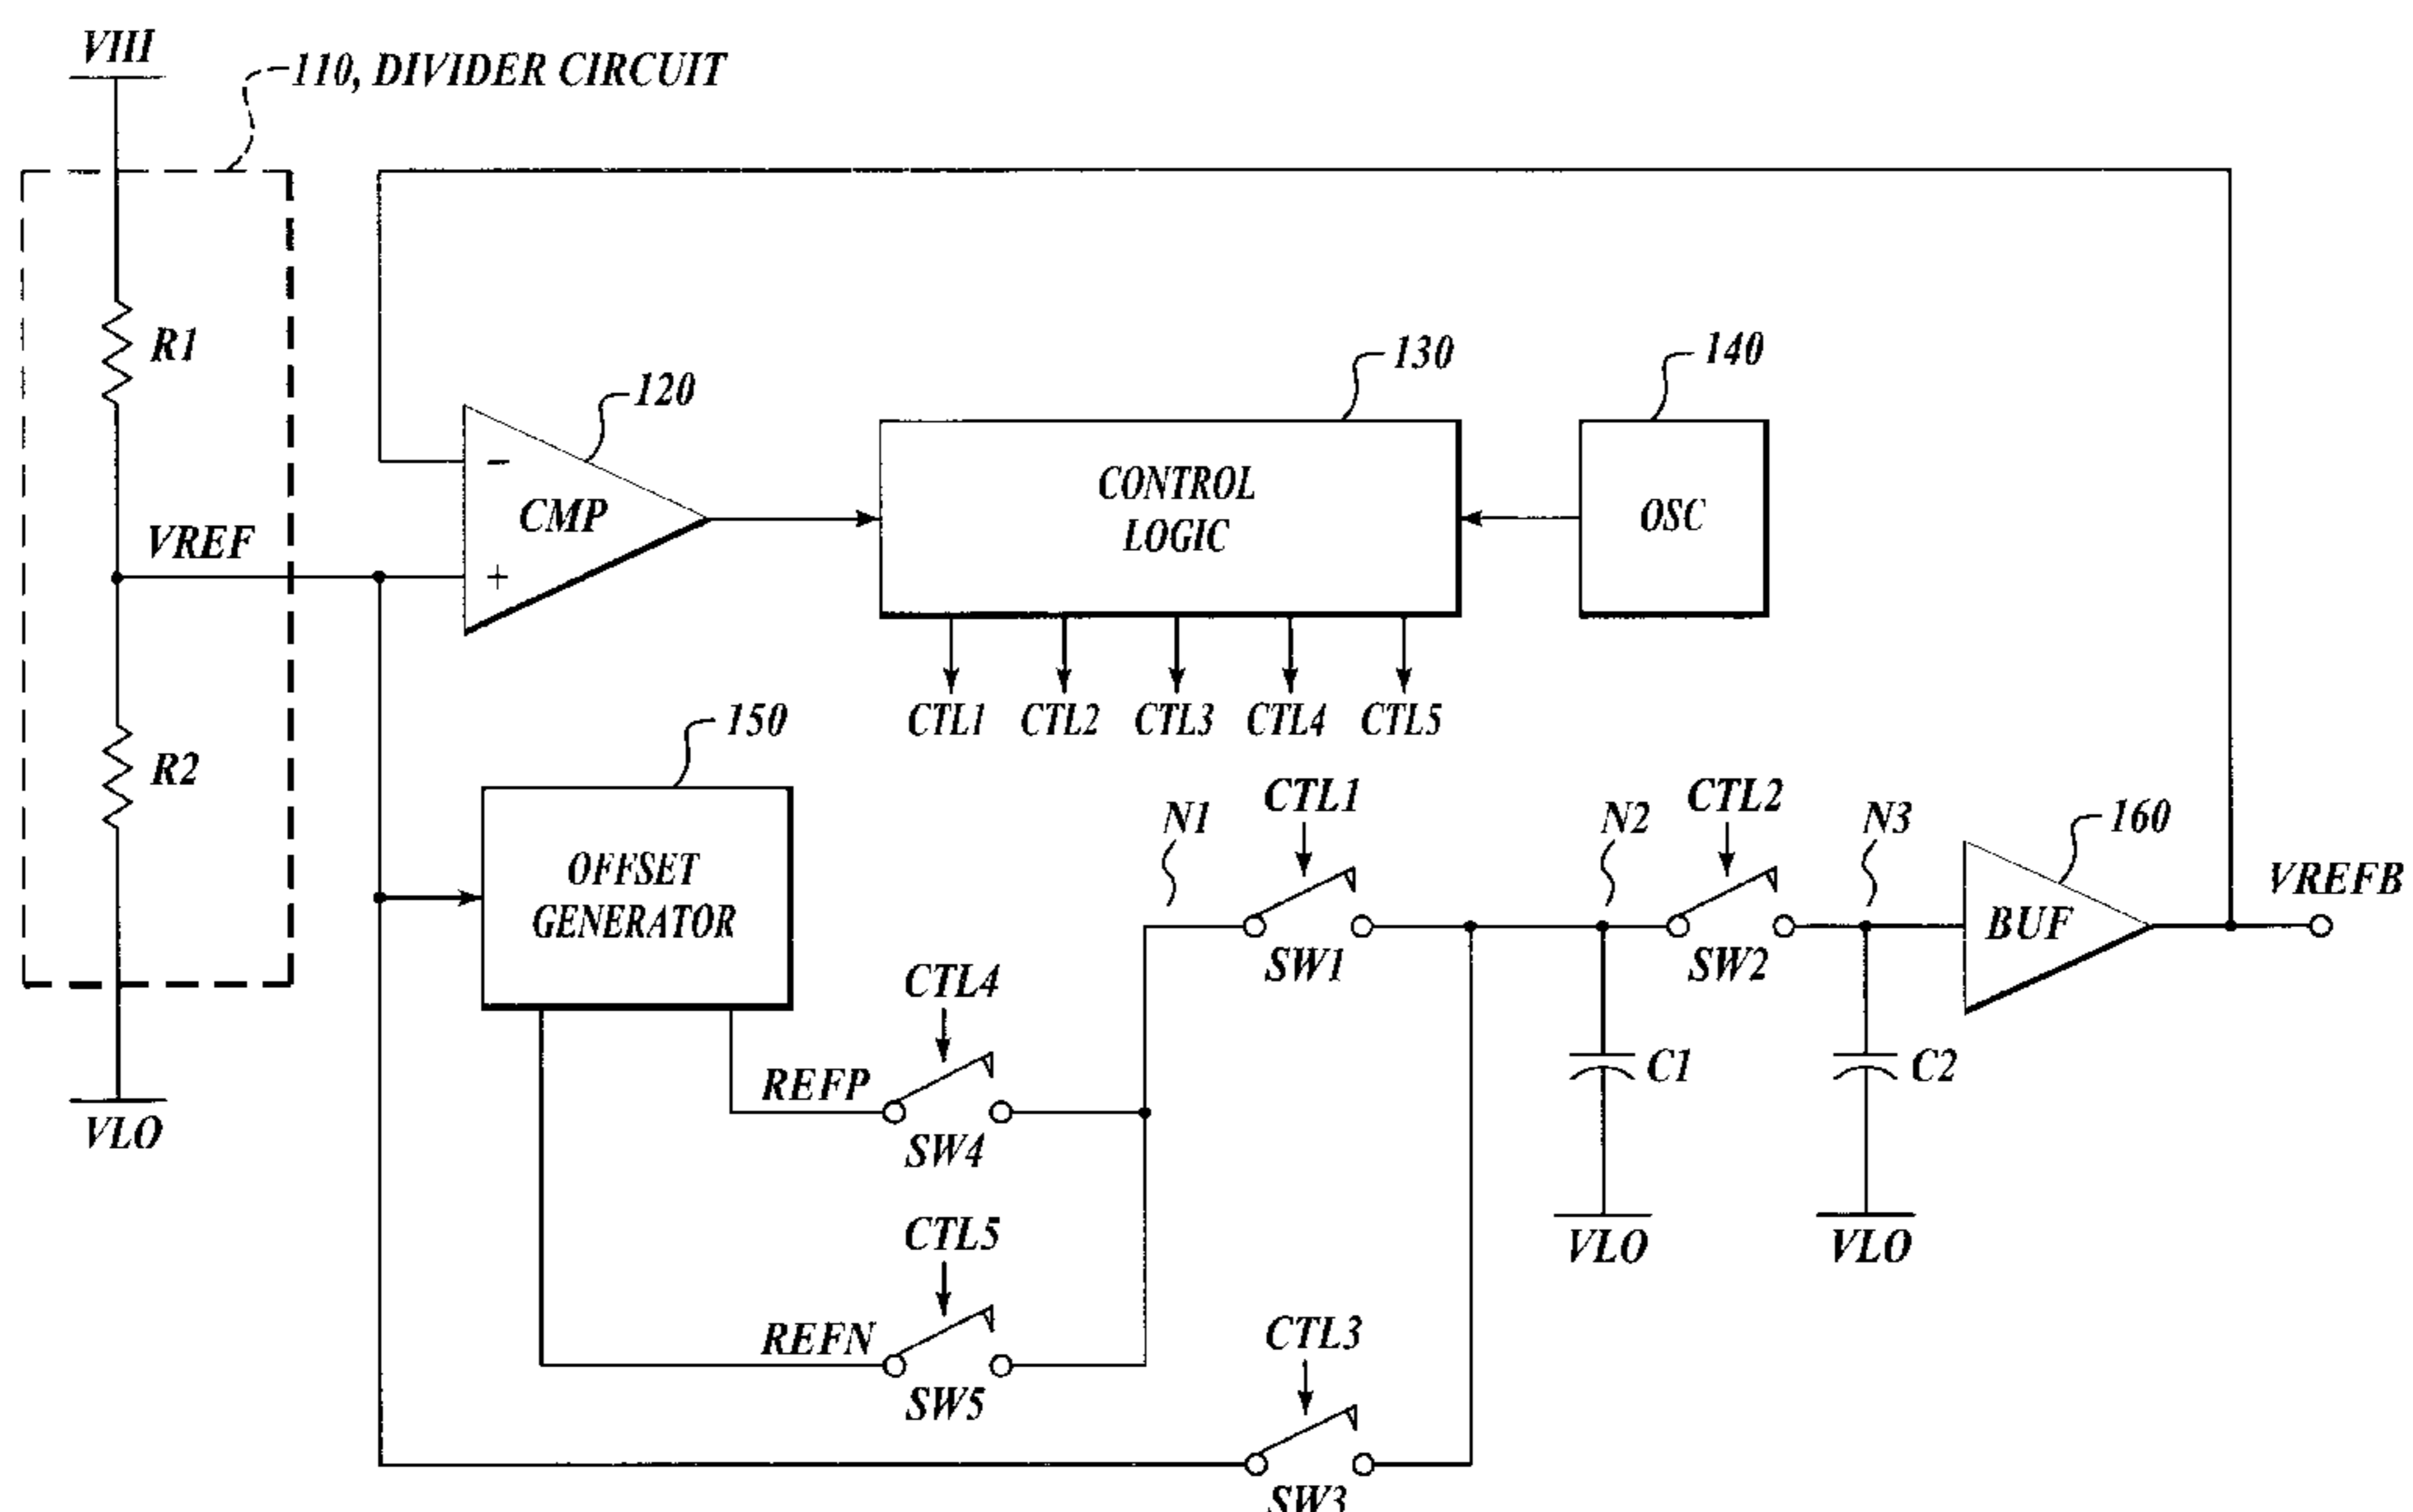 VIII
110, DIVIDER CIRCUIT
R1
120
130
140
−
CMP
+
CONTROL
LOGIC
OSC
VREF
CTL1 CTL2 CTL3 CTL4 CTL5
R2
150
OFFSET
GENERATOR
N1
CTL1
SW1
N2
CTL2
SW2
N3
160
BUF
VREFB
CTL4
REFP
SW4
C1
C2
VLO
CTL5
REFN
SW5
VLO
VLO
CTL3
SW3